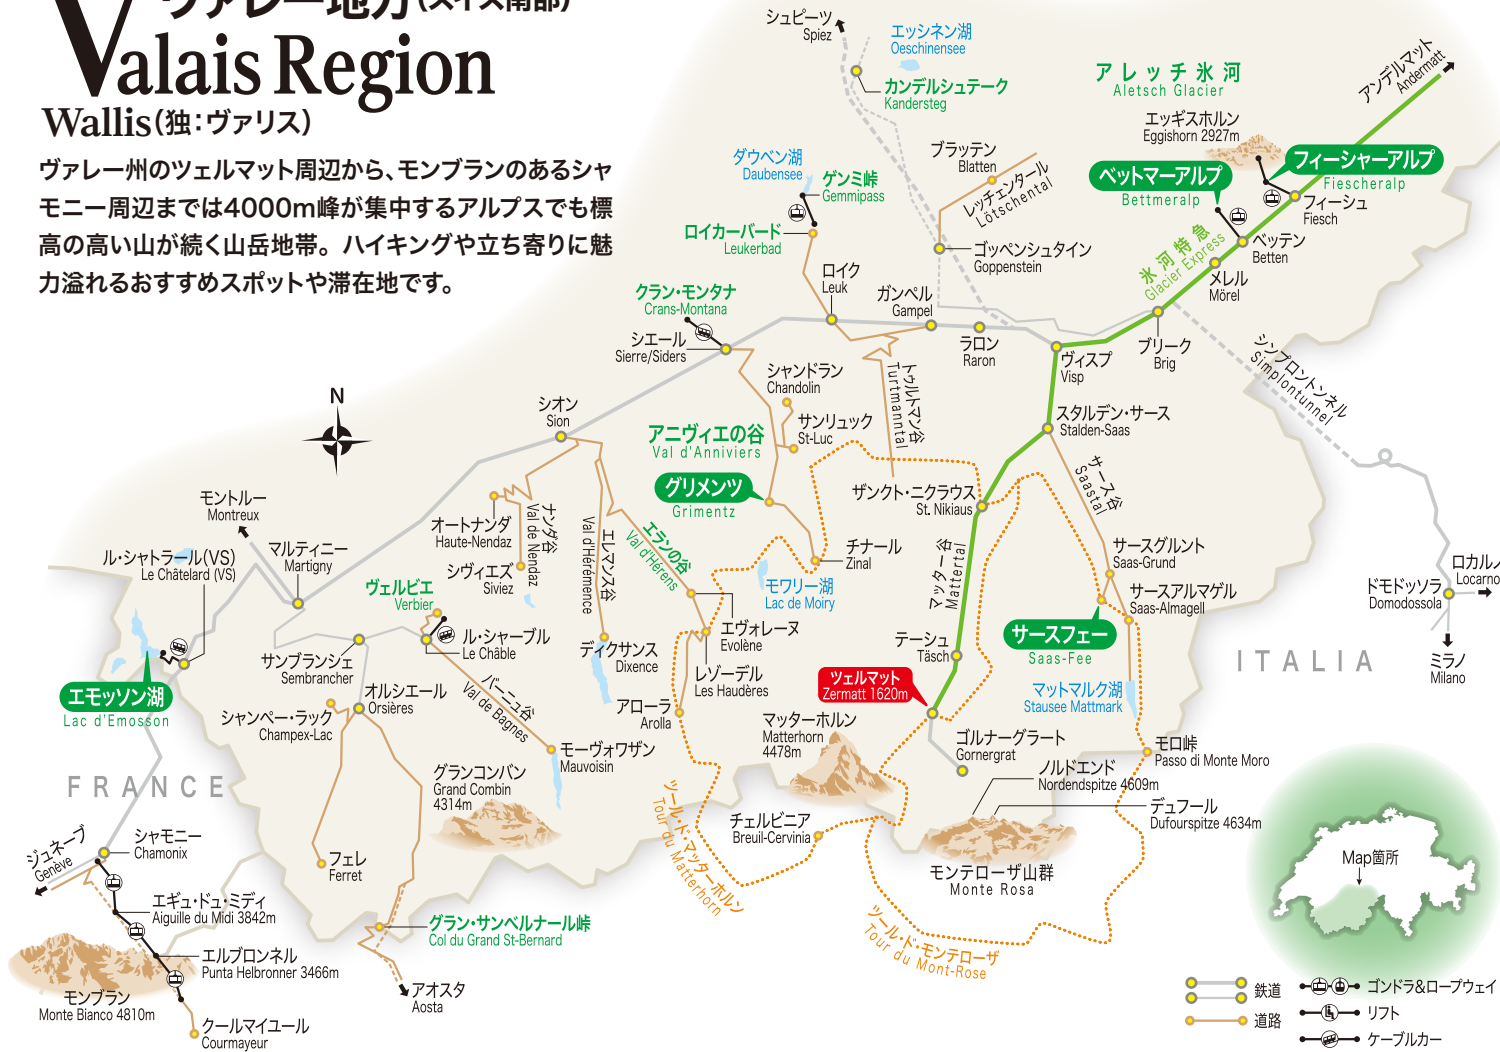 ヴァレー地方(スイス南部)
Valais Region
Wallis(独:ヴァリス)
ヴァレー州のツェルマット周辺から、モンブランのあるシャ
モニー周辺までは4000m峰が集中するアルプスでも標
高の高い山が続く山岳地帯。ハイキングや立ち寄りに魅
力溢れるおすすめスポットや滞在地です。
シュピーツ
Spiez
エッシネン湖
Oeschinensee
カンデルシュテーク
Kandersteg
アレッチ氷河
Aletsch Glacier
アンデルマット
Andermatt
エッギスホルン
Eggishorn 2927m
フィーシャーアルプ
Fiescheralp
ベットマーアルプ
Bettmeralp
フィーシュ
Fiesch
ベッテン
Betten
メレル
Mörel
氷河特急
Glacier Express
ブラッテン
Blatten
レッチェンタール
Lötschental
ダウベン湖
Daubensee
ゲンミ峠
Gemmipass
ロイカーバード
Leukerbad
ゴッペンシュタイン
Goppenstein
ロイク
Leuk
ガンペル
Gampel
クラン・モンタナ
Crans-Montana
シエール
Sierre/Siders
ラロン
Raron
ヴィスプ
Visp
ブリーク
Brig
シンプロントンネル
Simplontunnel
シャンドラン
Chandolin
サンリュック
St-Luc
トゥルトマン谷
Turtmanntal
スタルデン・サース
Stalden-Saas
N
シオン
Sion
アニヴィエの谷
Val d'Anniviers
グリメンツ
Grimentz
ザンクト・ニクラウス
St. Nikiaus
サース谷
Saastal
モントルー
Montreux
オートナンダ
Haute-Nendaz
ナンダ谷
Val de Nendaz
エレマンス谷
Val d'Hérémence
エランの谷
Val d'Hérens
チナール
Zinal
マッター谷
Mattertal
サースグルント
Saas-Grund
ル・シャトラール(VS)
Le Châtelard (VS)
マルティニー
Martigny
シヴィエズ
Siviez
ヴェルビエ
Verbier
モワリー湖
Lac de Moiry
サースアルマゲル
Saas-Almagell
ロカルノ
Locarno
ドモドッソラ
Domodossola
エヴォレーヌ
Evolène
テーシュ
Täsch
サースフェー
Saas-Fee
ル・シャーブル
Le Châble
ディクサンス
Dixence
サンブランシェ
Sembrancher
レゾーデル
Les Haudères
ITALIA
ミラノ
Milano
エモッソン湖
Lac d'Emosson
オルシエール
Orsières
シャンペー・ラック
Champex-Lac
バーニュ谷
Val de Bagnes
アローラ
Arolla
ツェルマット
Zermatt 1620m
マットマルク湖
Stausee Mattmark
マッターホルン
Matterhorn
4478m
ゴルナーグラート
Gornergrat
モロ峠
Passo di Monte Moro
モーヴォワザン
Mauvoisin
グランコンバン
Grand Combin
4314m
ノルドエンド
Nordendspitze 4609m
FRANCE
ツール・ド・マッターホルン
Tour du Matterhorn
デュフール
Dufourspitze 4634m
チェルビニア
Breuil-Cervinia
ジュネーブ
Genève
シャモニー
Chamonix
フェレ
Ferret
モンテローザ山群
Monte Rosa
Map箇所
エギュ・ドュ・ミディ
Aiguille du Midi 3842m
グラン・サンベルナール峠
Col du Grand St-Bernard
ツール・ド・モンテローザ
Tour du Mont-Rose
エルブロンネル
Punta Helbronner 3466m
モンブラン
Monte Bianco 4810m
アオスタ
Aosta
クールマイユール
Courmayeur
鉄道
道路
ゴンドラ&ロープウェイ
リフト
ケーブルカー